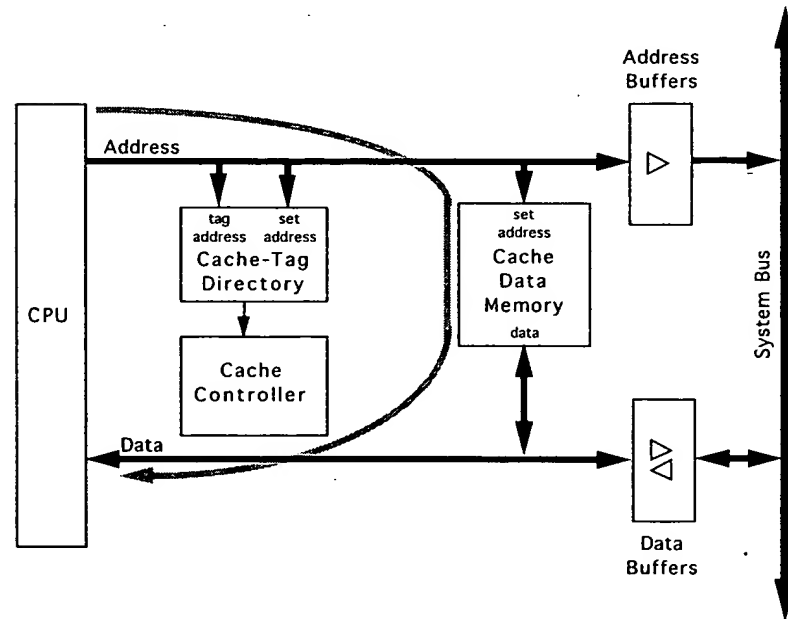 Address
Buffers
Address
tag
address
set
address
Cache-Tag
Directory
set
address
Cache
Data
Memory
data
CPU
Cache
Controller
System Bus
Data
Data
Buffers